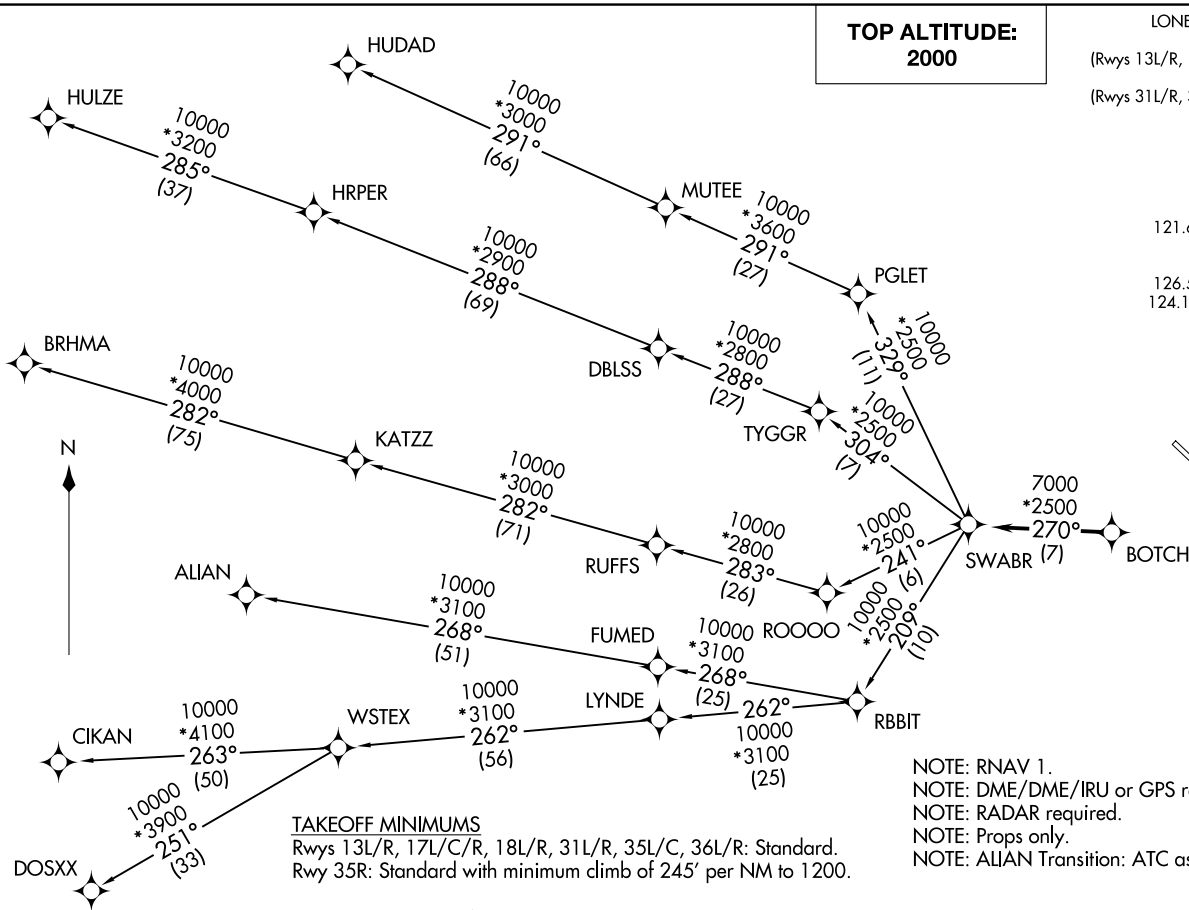 TOP ALTITUDE:
2000
LONE
(Rwys 13L/R,
(Rwys 31L/R, 3
121.6
126.5
124.1
HUDAD
10000
*3000
291°
(66)
HULZE
10000
*3200
285°
(37)
HRPER
MUTEE
10000
*3600
291°
(27)
PGLET
10000
*2900
288°
(69)
10000
*2500
329°
(11)
BRHMA
10000
*4000
282°
(75)
DBLSS
10000
*2800
288°
(27)
TYGGR
10000
*2500
304°
(7)
N
KATZZ
10000
*3000
282°
(71)
7000
*2500
270°
(7)
BOTCH
SWABR
RUFFS
10000
*2800
283°
(26)
10000
*2500
241°
(6)
ROOOO
ALIAN
10000
*3100
268°
(51)
FUMED
10000
*3100
268°
(25)
10000
*2500
209°
(10)
RBBIT
LYNDE
262°
10000
*3100
(25)
WSTEX
10000
*3100
262°
(56)
CIKAN
10000
*4100
263°
(50)
10000
*3900
251°
(33)
DOSXX
TAKEOFF MINIMUMS
Rwys 13L/R, 17L/C/R, 18L/R, 31L/R, 35L/C, 36L/R: Standard.
Rwy 35R: Standard with minimum climb of 245' per NM to 1200.
NOTE: RNAV 1.
NOTE: DME/DME/IRU or GPS re
NOTE: RADAR required.
NOTE: Props only.
NOTE: ALIAN Transition: ATC as